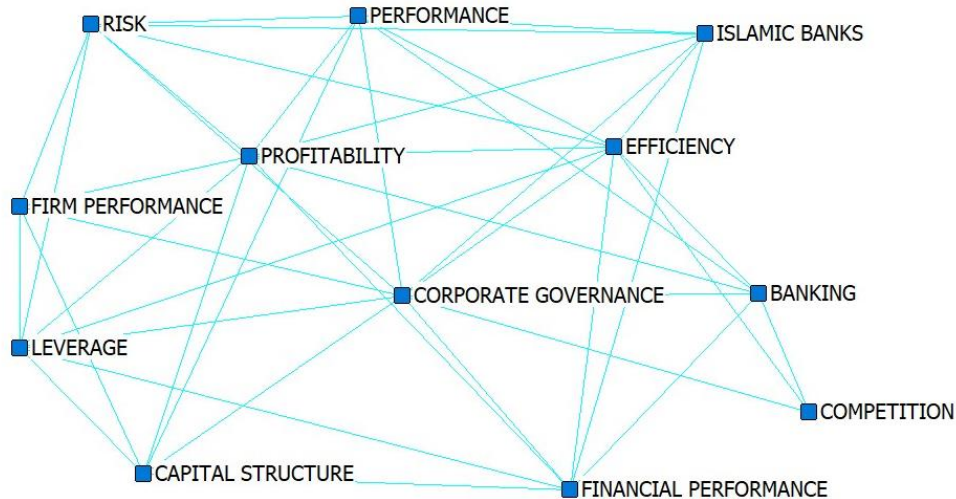 RISK
PERFORMANCE
ISLAMIC BANKS
PROFITABILITY
EFFICIENCY
FIRM PERFORMANCE
CORPORATE GOVERNANCE
BANKING
LEVERAGE
COMPETITION
CAPITAL STRUCTURE
FINANCIAL PERFORMANCE